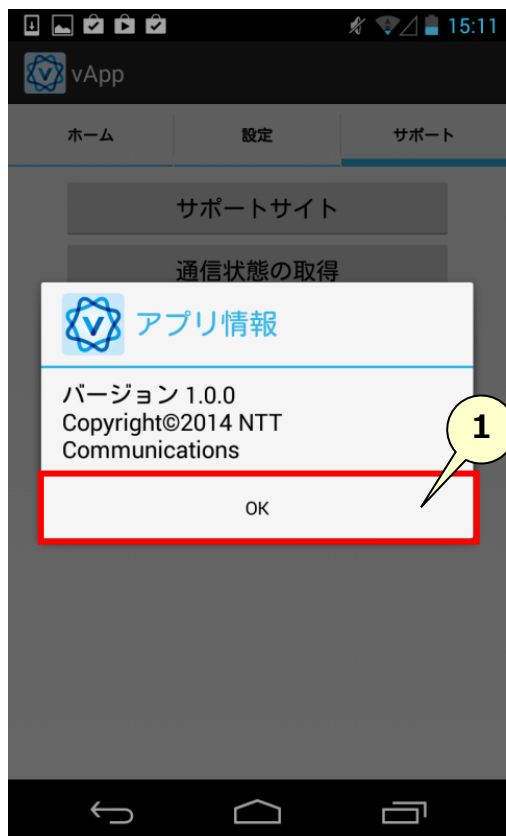 15:11
vApp
ホーム 設定 サポート
サポートサイト
通信状態の取得
アプリ情報
バージョン 1.0.0
Copyright©2014 NTT
Communications
1
OK